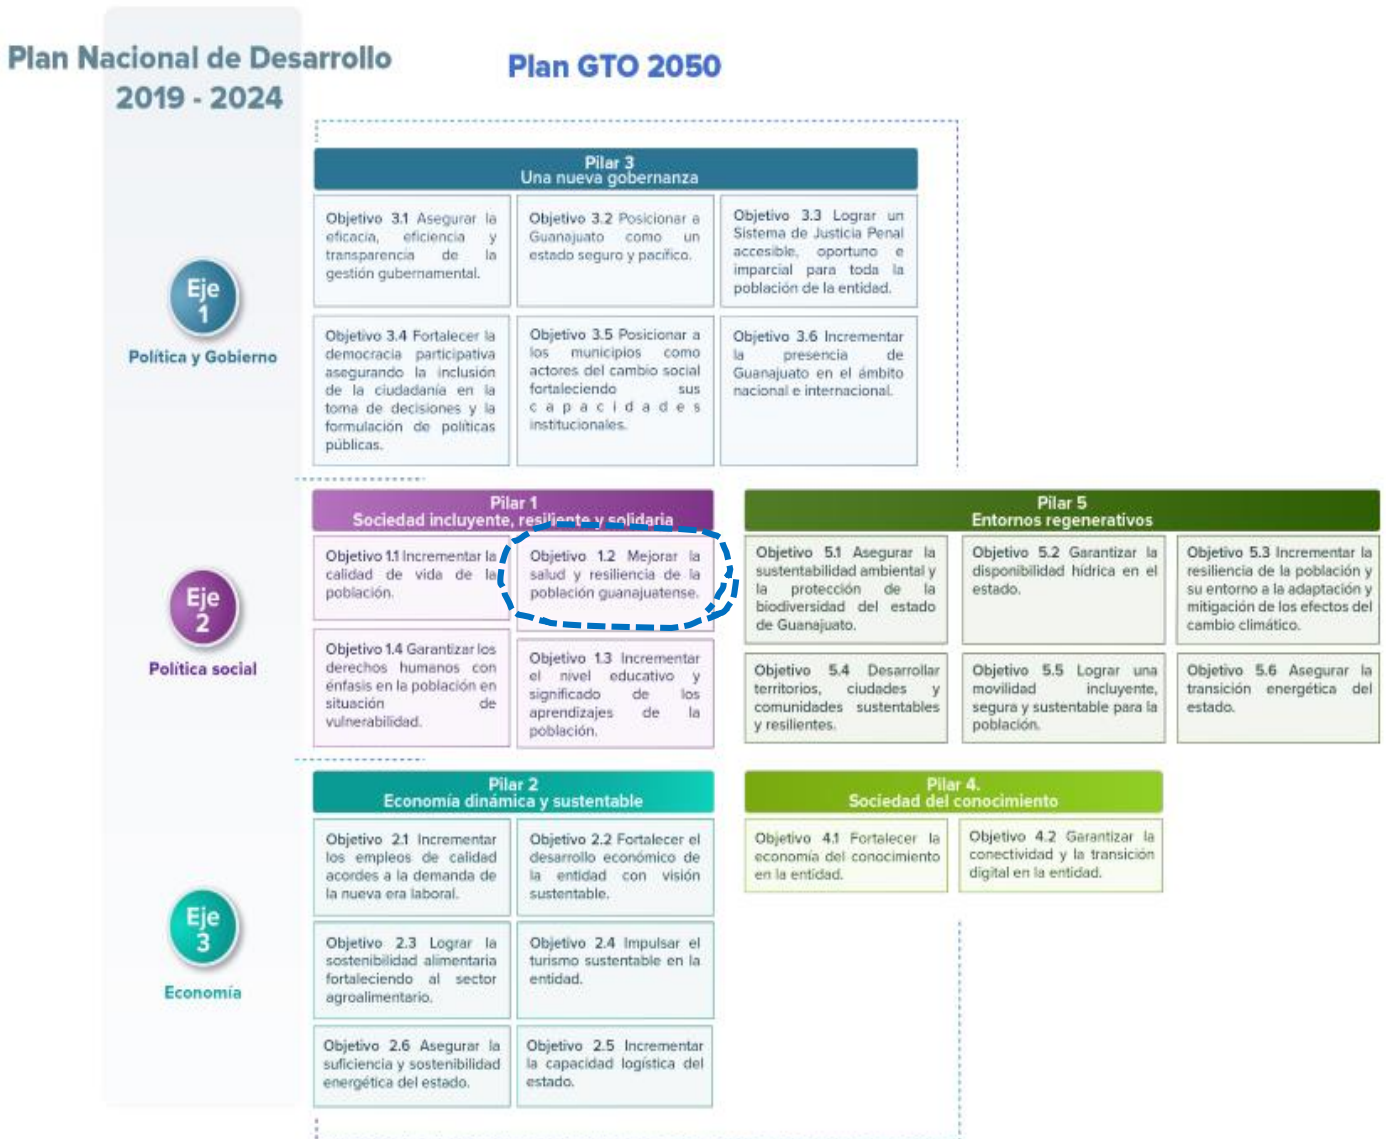 Plan Nacional de Desarrollo
2019 - 2024
Plan GTO 2050
Eje
1
Política y Gobierno
Pilar 3
Una nueva gobernanza
Objetivo 3.1 Asegurar la
eficacia, eficiencia y
transparencia de la
gestión gubernamental.
Objetivo 3.2 Posicionar a
Guanajuato como un
estado seguro y pacífico.
Objetivo 3.3 Lograr un
Sistema de Justicia Penal
accesible, oportuno e
imparcial para toda la
población de la entidad.
Objetivo 3.4 Fortalecer la
democracia participativa
asegurando la inclusión
de la ciudadanía en la
toma de decisiones y la
formulación de políticas
públicas.
Objetivo 3.5 Posicionar a
los municipios como
actores del cambio social
fortaleciendo sus
capacidades
institucionales.
Objetivo 3.6 Incrementar
la presencia de
Guanajuato en el ámbito
nacional e internacional.
Eje
2
Política social
Pilar 1
Sociedad incluyente, resiliente y solidaria
Objetivo 1.1 Incrementar la
calidad de vida de la
población.
Objetivo 1.2 Mejorar la
salud y resiliencia de la
población guanajuatense.
Objetivo 1.4 Garantizar los
derechos humanos con
énfasis en la población en
situación de
vulnerabilidad.
Objetivo 1.3 Incrementar
el nivel educativo y
significado de los
aprendizajes de la
población.
Pilar 5
Entornos regenerativos
Objetivo 5.1 Asegurar la
sustentabilidad ambiental y
la protección de la
biodiversidad del estado
de Guanajuato.
Objetivo 5.2 Garantizar la
disponibilidad hídrica en el
estado.
Objetivo 5.3 Incrementar la
resiliencia de la población y
su entorno a la adaptación y
mitigación de los efectos del
cambio climático.
Objetivo 5.4 Desarrollar
territorios, ciudades y
comunidades sustentables
y resilientes.
Objetivo 5.5 Lograr una
movilidad incluyente,
segura y sustentable para la
población.
Objetivo 5.6 Asegurar la
transición energética del
estado.
Eje
3
Economía
Pilar 2
Economía dinámica y sustentable
Objetivo 2.1 Incrementar
los empleos de calidad
acordes a la demanda de
la nueva era laboral.
Objetivo 2.2 Fortalecer el
desarrollo económico de
la entidad con visión
sustentable.
Objetivo 2.3 Lograr la
sostenibilidad alimentaria
fortaleciendo al sector
agroalimentario.
Objetivo 2.4 Impulsar el
turismo sustentable en la
entidad.
Objetivo 2.6 Asegurar la
suficiencia y sostenibilidad
energética del estado.
Objetivo 2.5 Incrementar
la capacidad logística del
estado.
Pilar 4.
Sociedad del conocimiento
Objetivo 4.1 Fortalecer la
economía del conocimiento
en la entidad.
Objetivo 4.2 Garantizar la
conectividad y la transición
digital en la entidad.